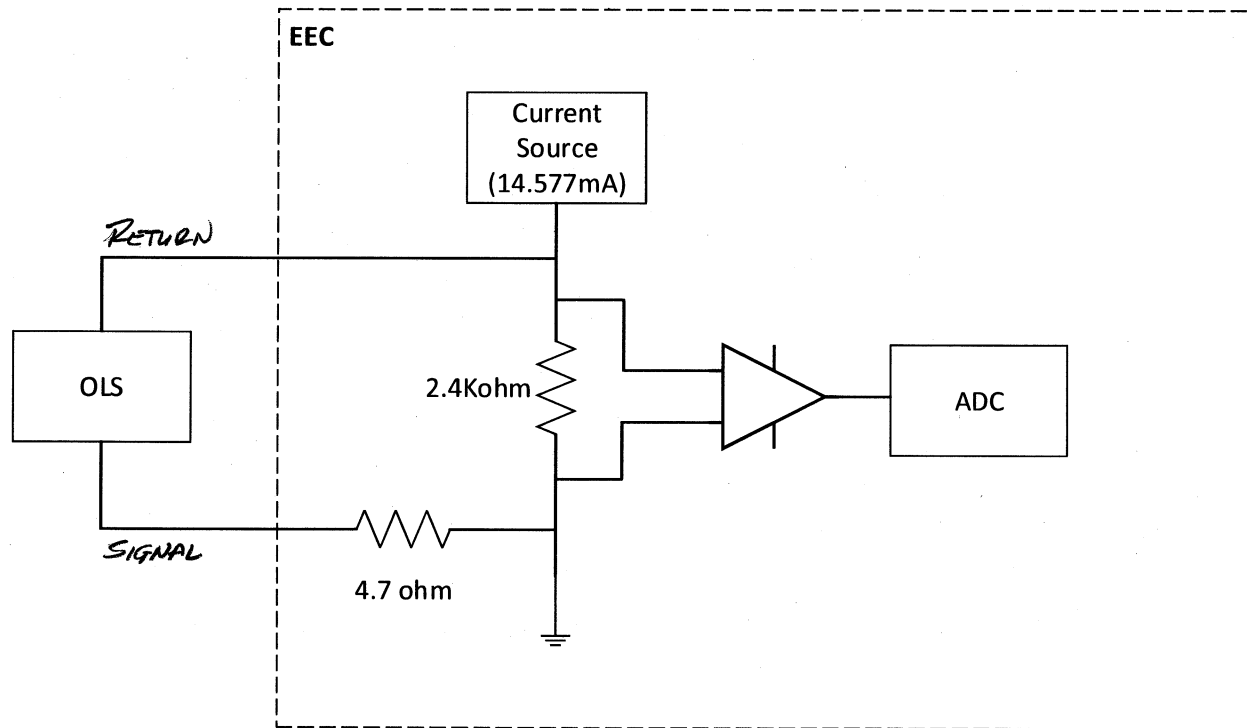 EEC
Current
Source
(14.577mA)
RETURN
OLS
2.4Kohm
ADC
SIGNAL
4.7 ohm